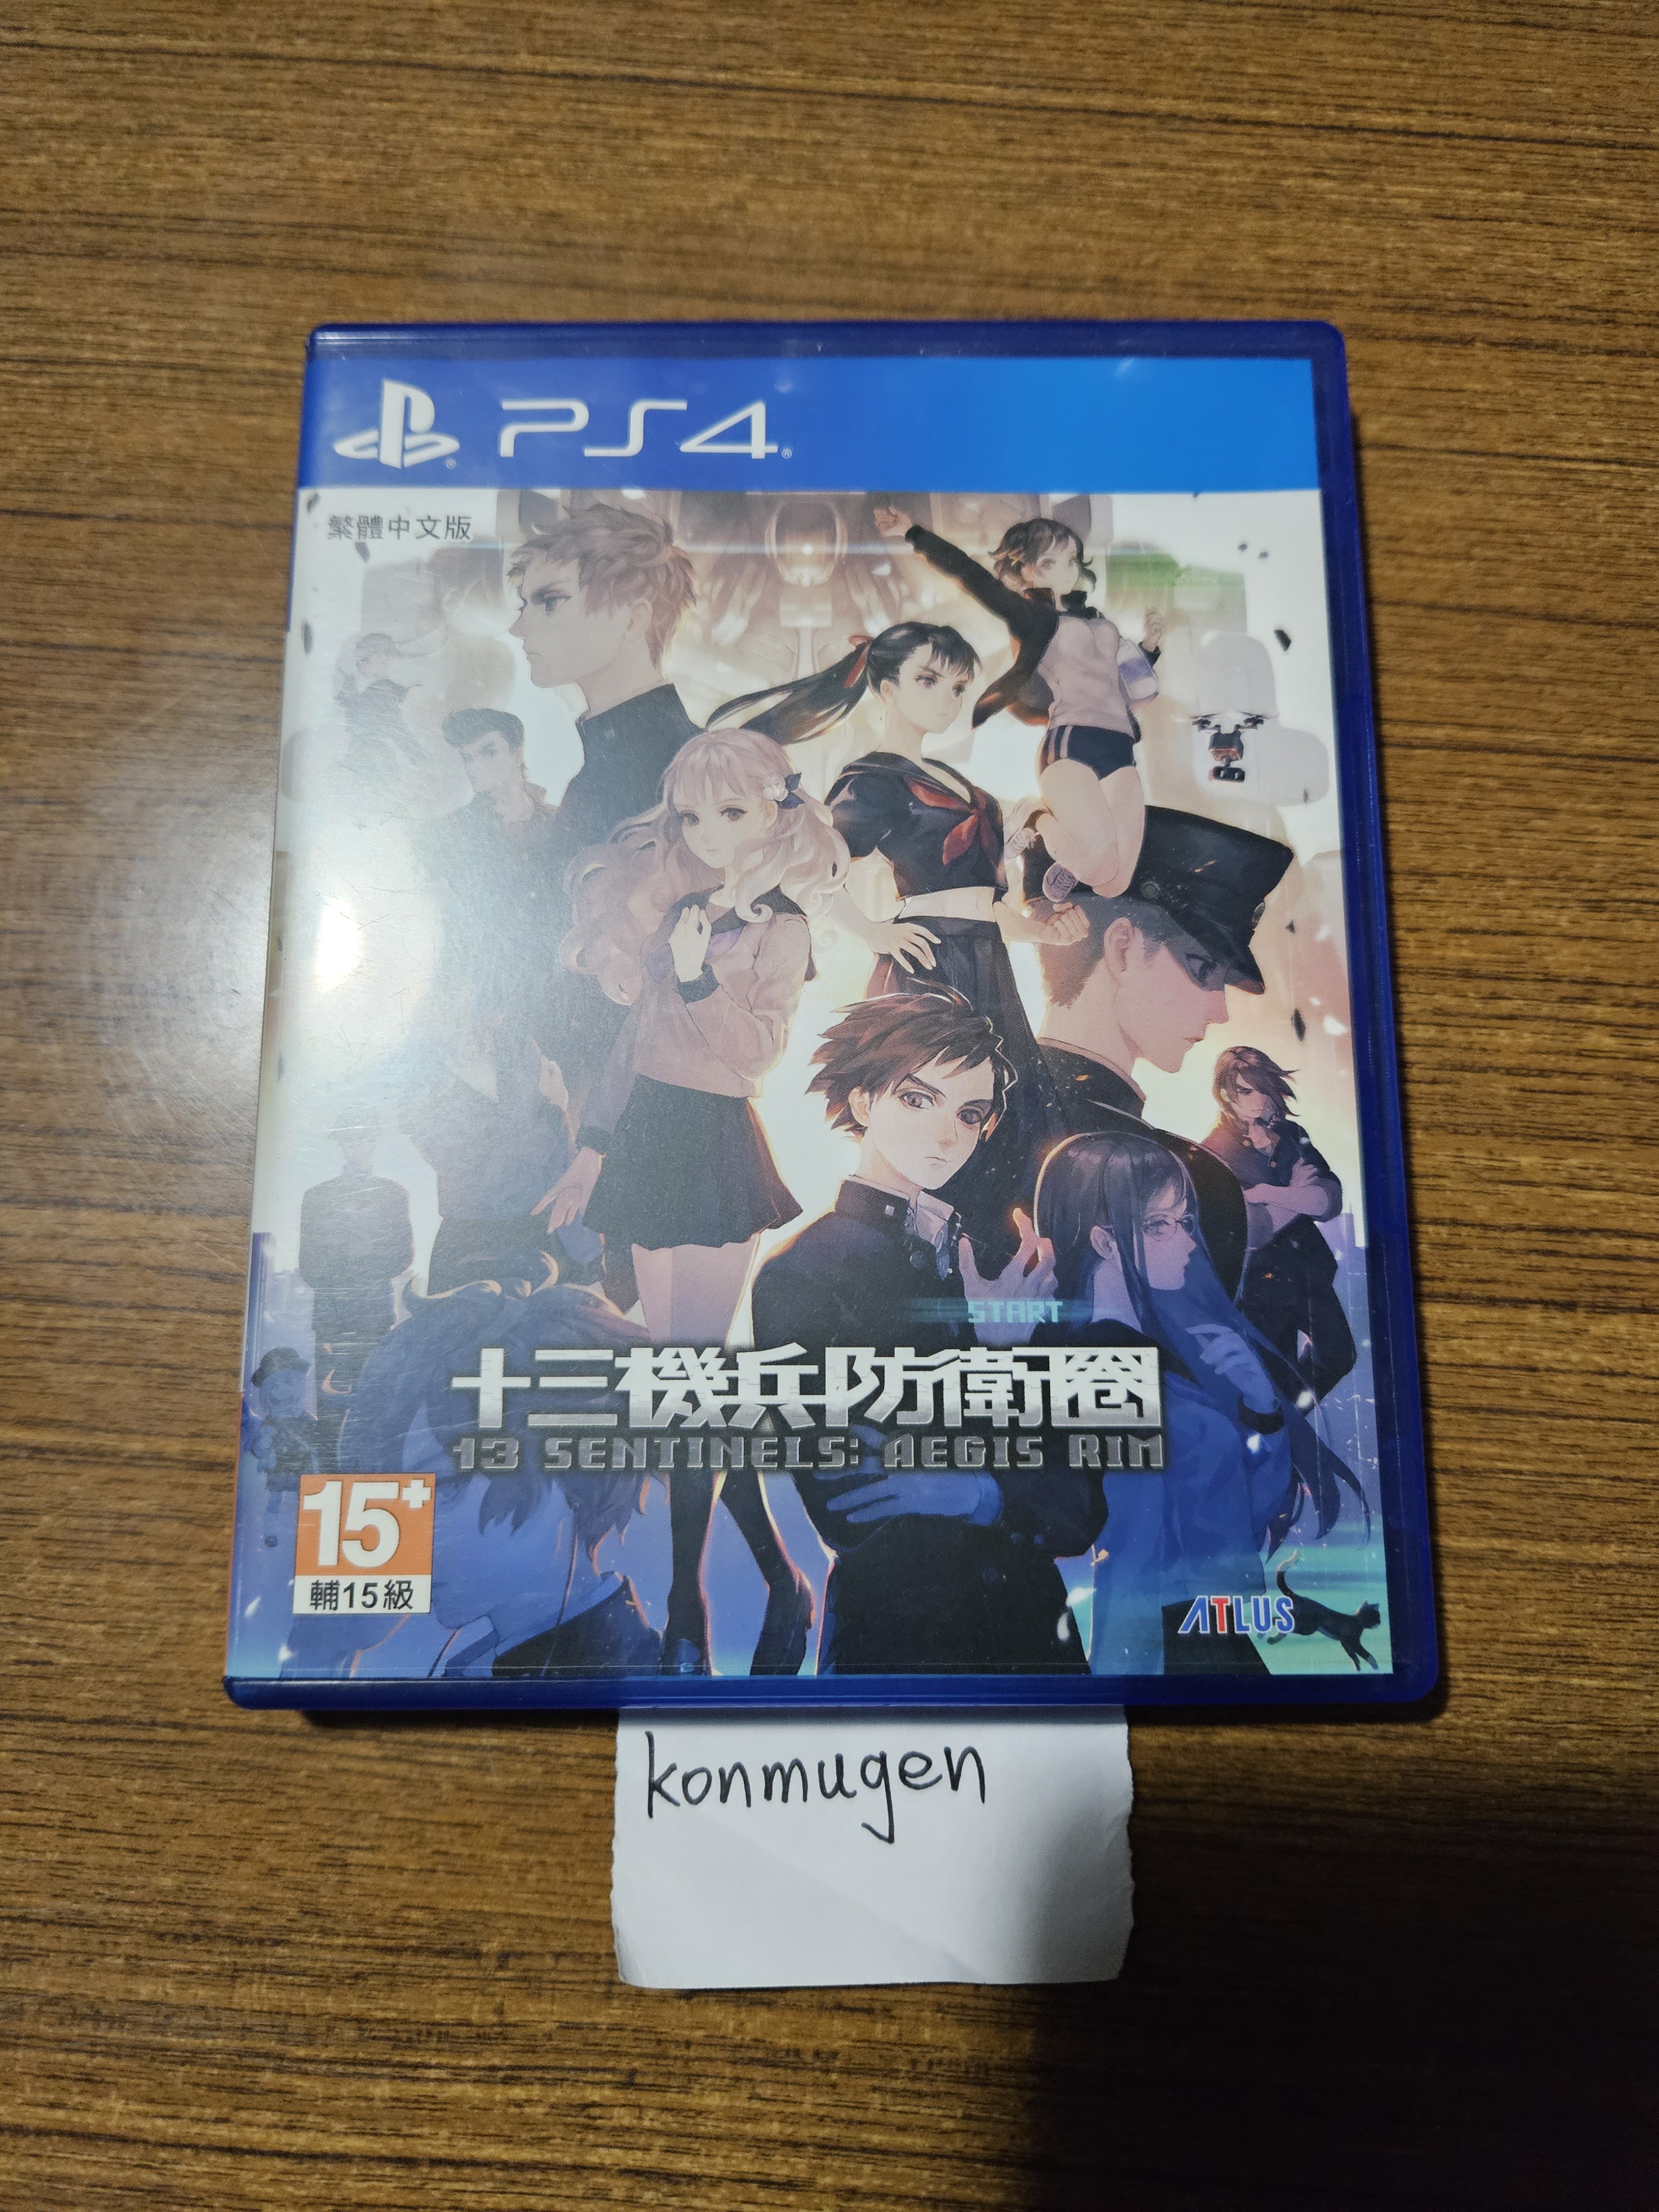 PS4
繁體中文版
START
十三機兵防衛圈
13 SENTINELS: AEGIS RIM
15+
輔15級
ATLUS
konmugen